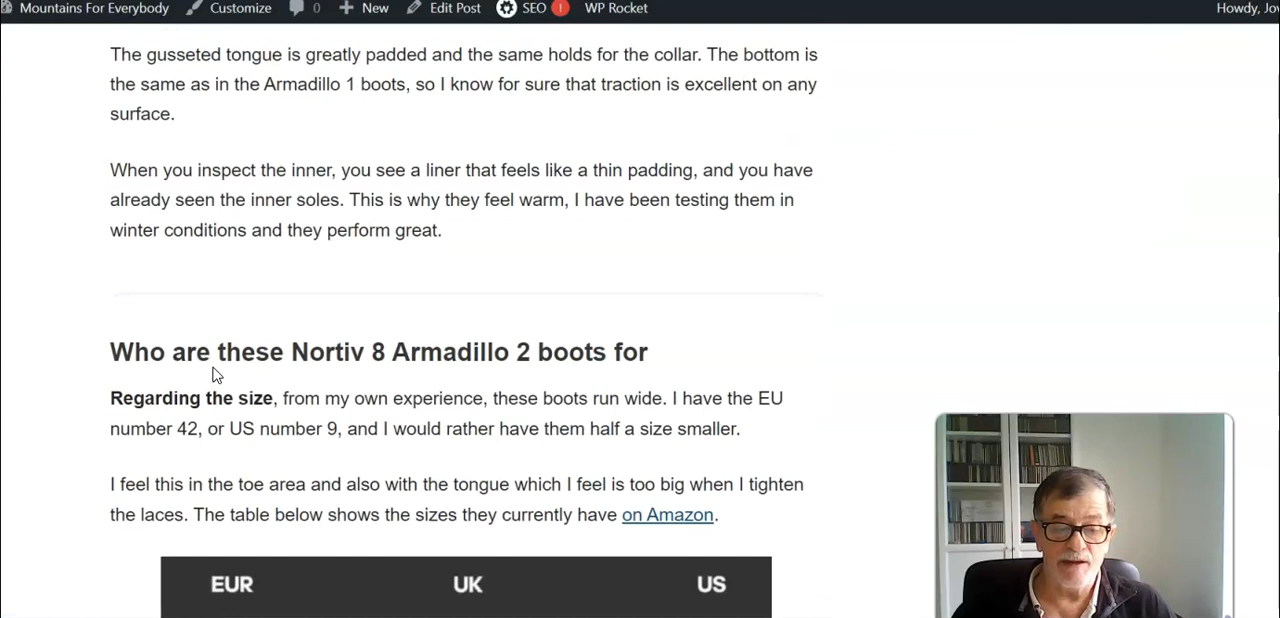 Mountains For Everybody Customize 0 New Edit Post SEO ! WP Rocket Howdy, Jov
The gusseted tongue is greatly padded and the same holds for the collar. The bottom is
the same as in the Armadillo 1 boots, so I know for sure that traction is excellent on any
surface.
When you inspect the inner, you see a liner that feels like a thin padding, and you have
already seen the inner soles. This is why they feel warm, I have been testing them in
winter conditions and they perform great.
Who are these Nortiv 8 Armadillo 2 boots for
Regarding the size, from my own experience, these boots run wide. I have the EU
number 42, or US number 9, and I would rather have them half a size smaller.
I feel this in the toe area and also with the tongue which I feel is too big when I tighten
the laces. The table below shows the sizes they currently have on Amazon.
EUR UK US